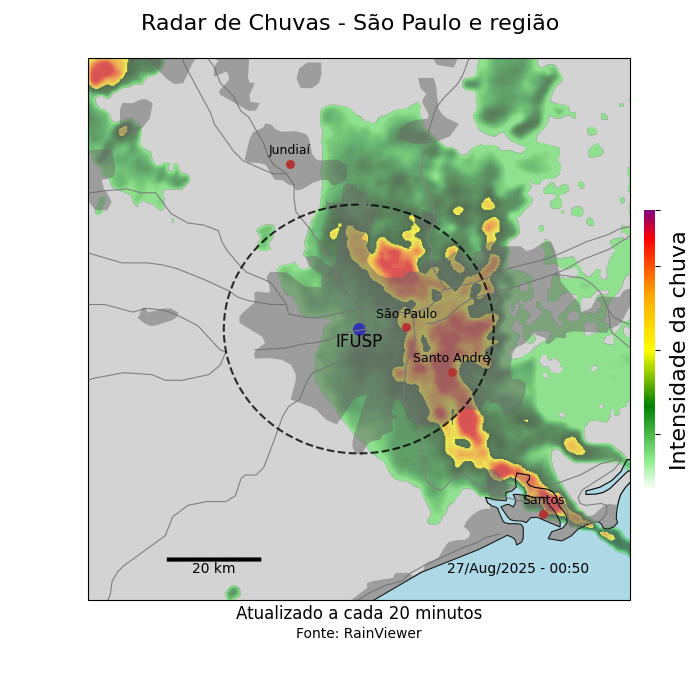 Radar de Chuvas - São Paulo e região
Jundiaí
São Paulo
IFUSP
Santo André
Santos
20 km
27/Aug/2025 - 00:50
Intensidade da chuva
Atualizado a cada 20 minutos
Fonte: RainViewer